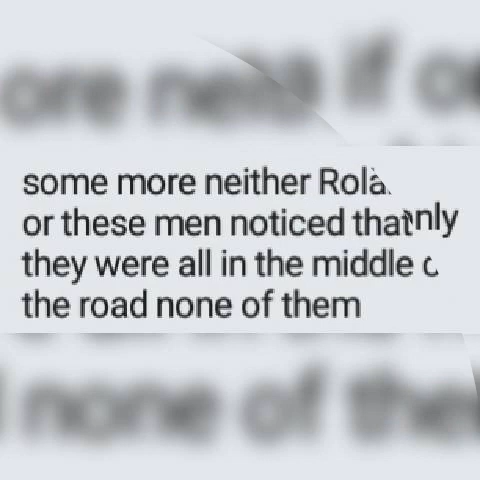 some more neither Rola
or these men noticed that
they were all in the middle
the road none of them